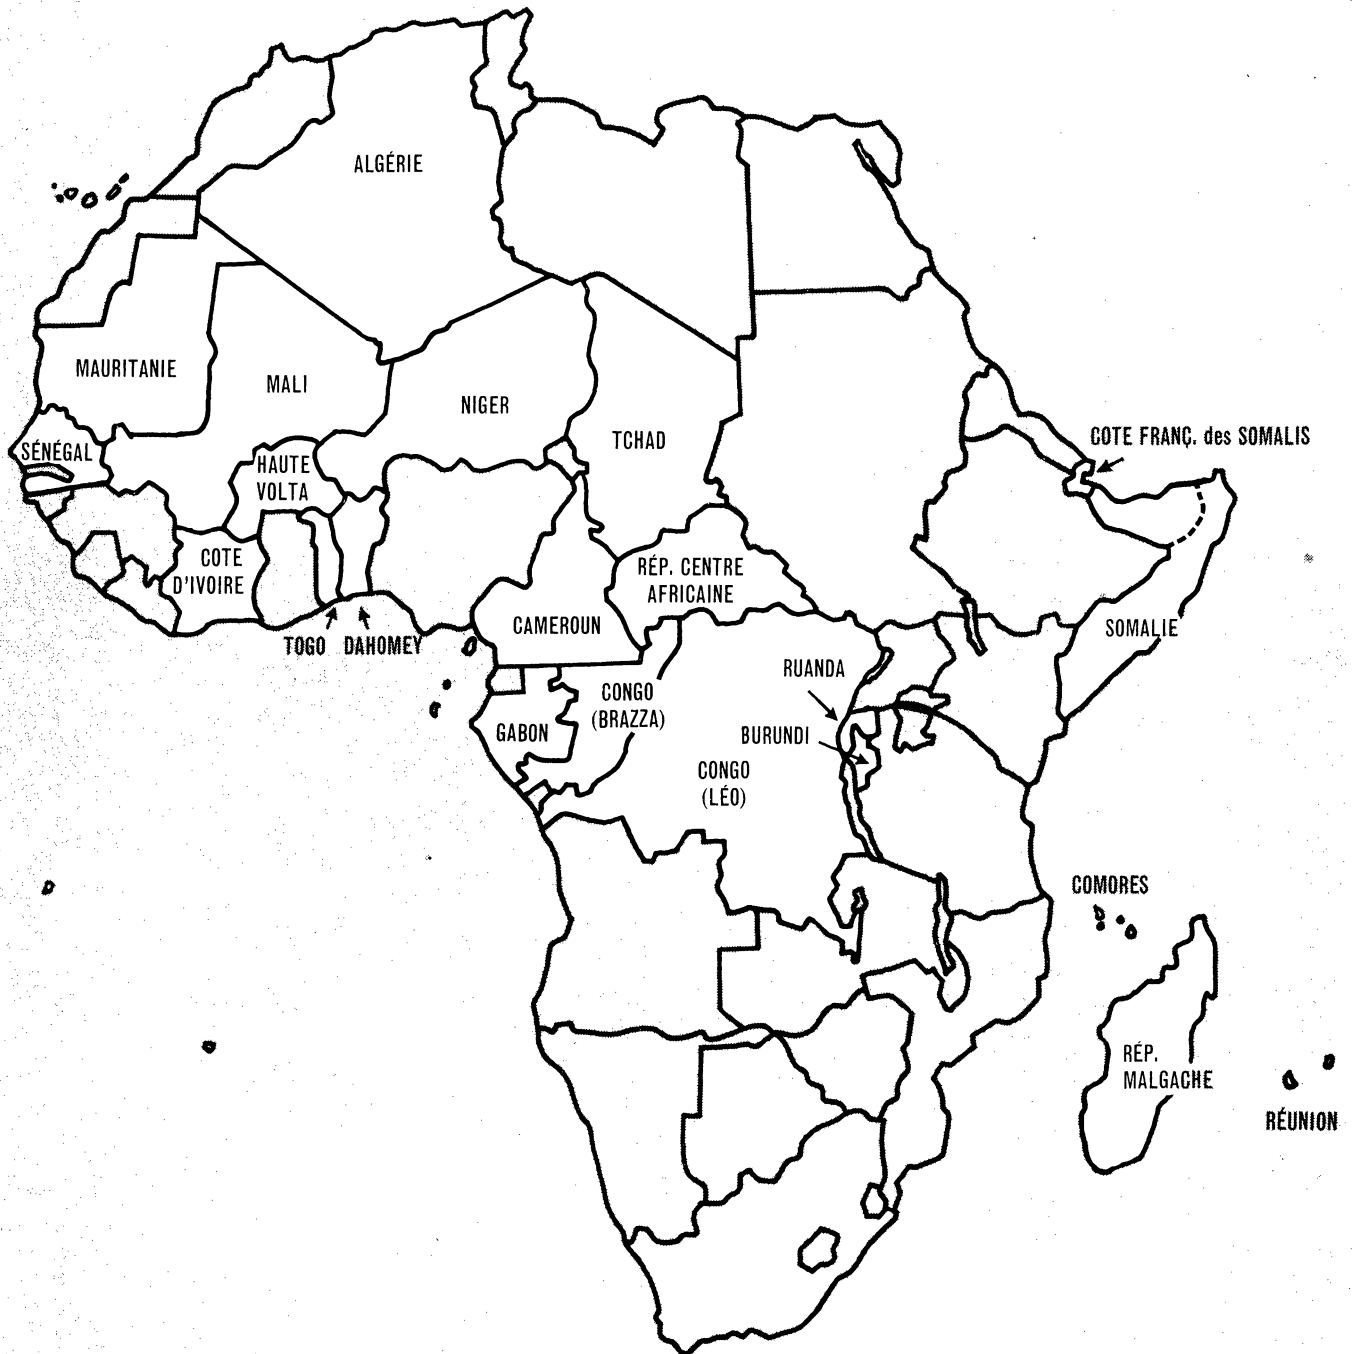 ALGÉRIE
MAURITANIE
MALI
NIGER
TCHAD
COTE FRANÇ. des SOMALIS
SÉNÉGAL
HAUTE
VOLTA
COTE
D'IVOIRE
RÉP. CENTRE
AFRICAINE
TOGO
DAHOMEY
CAMEROUN
SOMALIE
RUANDA
CONGO
(BRAZZA)
GABON
BURUNDI
CONGO
(LÉO)
COMORES
RÉP.
MALGACHE
RÉUNION